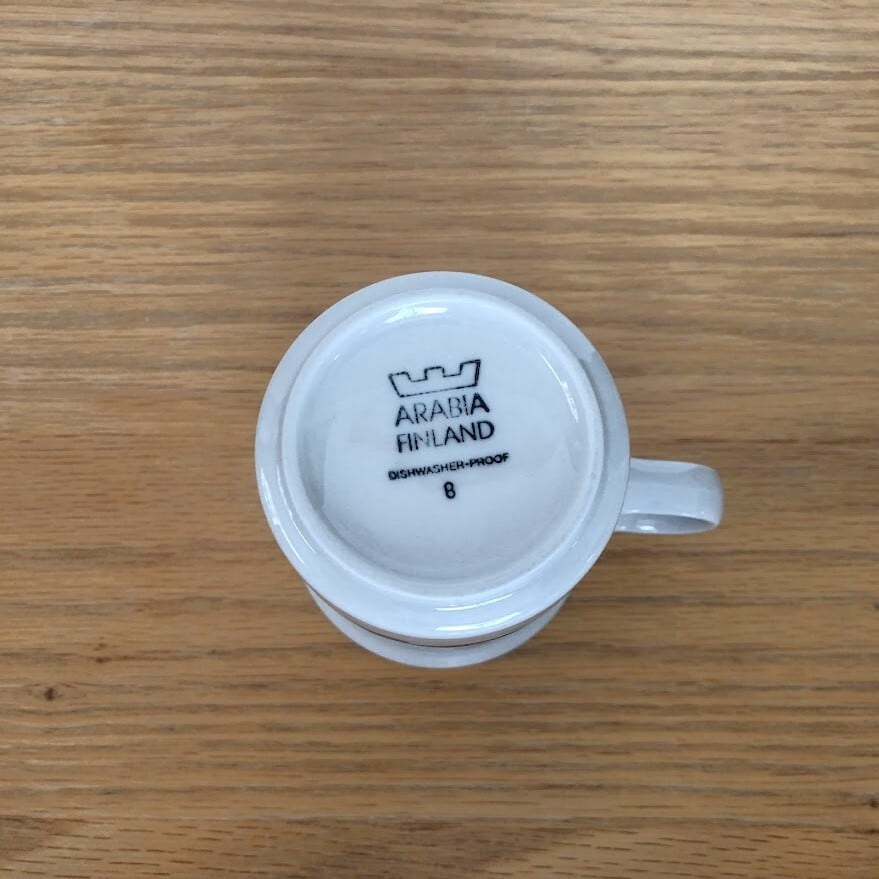 ARABIA
FINLAND
DISHWASHER-PROOF
8